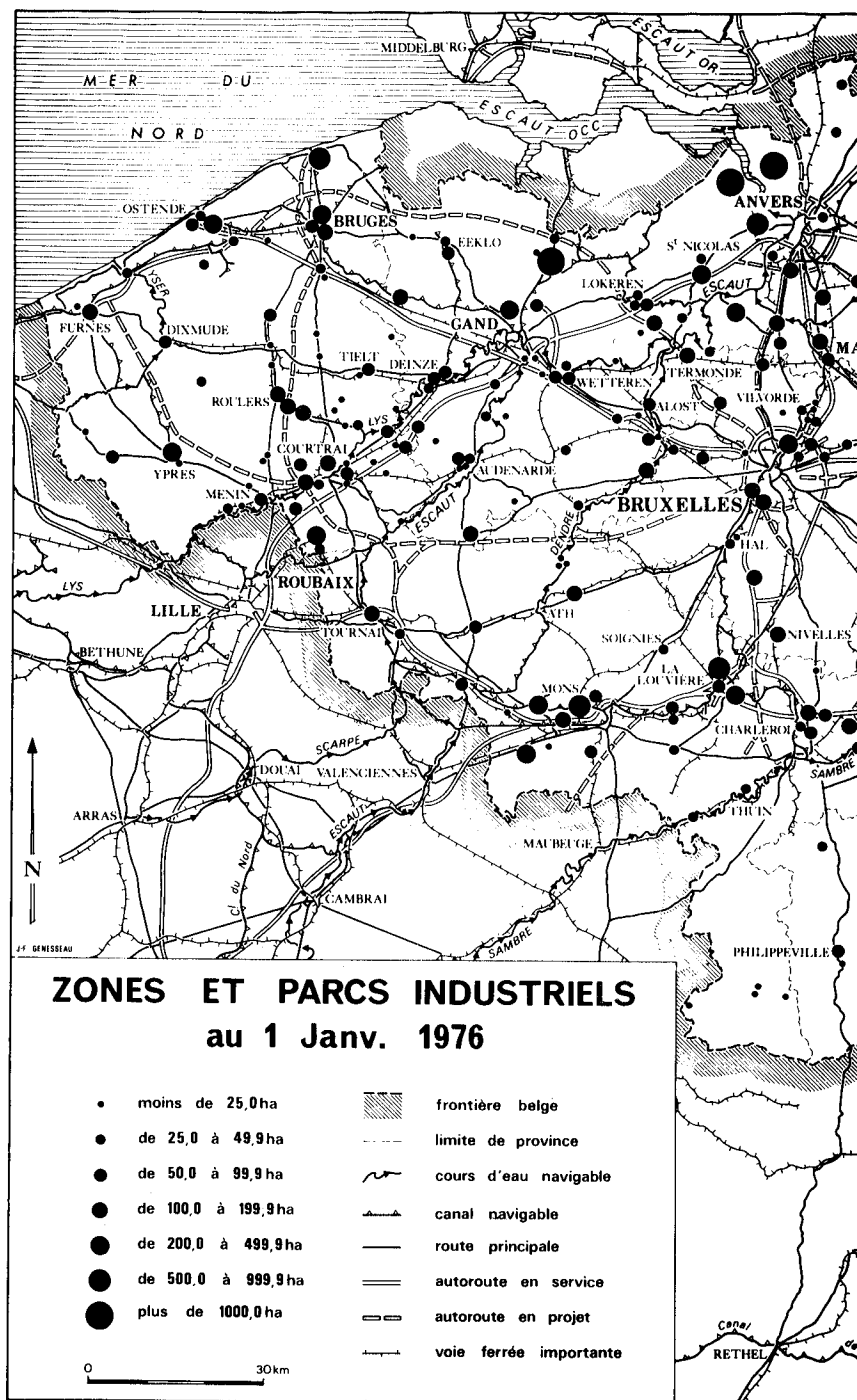 MIDDELBURG
ESCAUT OR.
MER DU
NORD
ESCAUT OCC.
ANVERS
OSTENDE
BRUGES
EEKLO
St NICOLAS
YSER
LOKEREN
ESCAUT
FURNES
DIXMUDE
GAND
MA
TIELT
DEINZE
WETTEREN
TERMONDE
VILVORDE
ROULERS
LYS
ALOST
COURTRAI
YPRES
AUDENARDE
MENIN
ESCAUT
BRUXELLES
DENDRE
HAL
LYS
ROUBAIX
LILLE
ATH
TOURNAI
SOIGNIES
NIVELLES
BETHUNE
LA
LOUVIÈRE
MONS
CHARLEROI
SCARPE
DOUAI
VALENCIENNES
SAMBRE
ARRAS
ESCAUT
THUIN
MAUBEUGE
N
Cl du Nord
CAMBRAI
SAMBRE
J-F GENESSEAU
PHILIPPEVILLE
ZONES ET PARCS INDUSTRIELS
au 1 Janv. 1976
moins de 25,0 ha
de 25,0 à 49,9 ha
de 50,0 à 99,9 ha
de 100,0 à 199,9 ha
de 200,0 à 499,9 ha
de 500,0 à 999,9 ha
plus de 1000,0 ha
frontière belge
limite de province
cours d'eau navigable
canal navigable
route principale
autoroute en service
autoroute en projet
voie ferrée importante
0 30 km
Canal
de
RETHEL